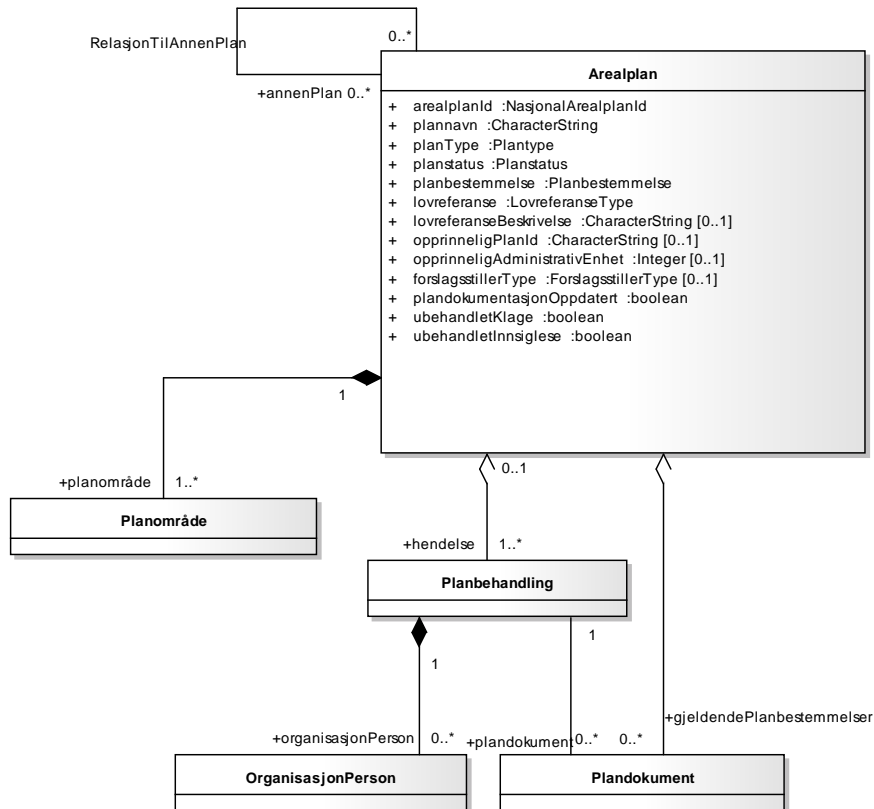 RelasjonTilAnnenPlan
0..*
+annenPlan 0..*
Arealplan
+ arealplanId :NasjonalArealplanId
+ plannavn :CharacterString
+ planType :Plantype
+ planstatus :Planstatus
+ planbestemmelse :Planbestemmelse
+ lovreferanse :LovreferanseType
+ lovreferanseBeskrivelse :CharacterString [0..1]
+ opprinneligPlanId :CharacterString [0..1]
+ opprinneligAdministrativEnhet :Integer [0..1]
+ forslagsstillerType :ForslagsstillerType [0..1]
+ plandokumentasjonOppdatert :boolean
+ ubehandletKlage :boolean
+ ubehandletInnsiglese :boolean
1
0..1
+planområde 1..*
Planområde
+hendelse 1..*
Planbehandling
1
1
+gjeldendePlanbestemmelser
+organisasjonPerson 0..*
+plandokument 0..*
0..*
OrganisasjonPerson
Plandokument